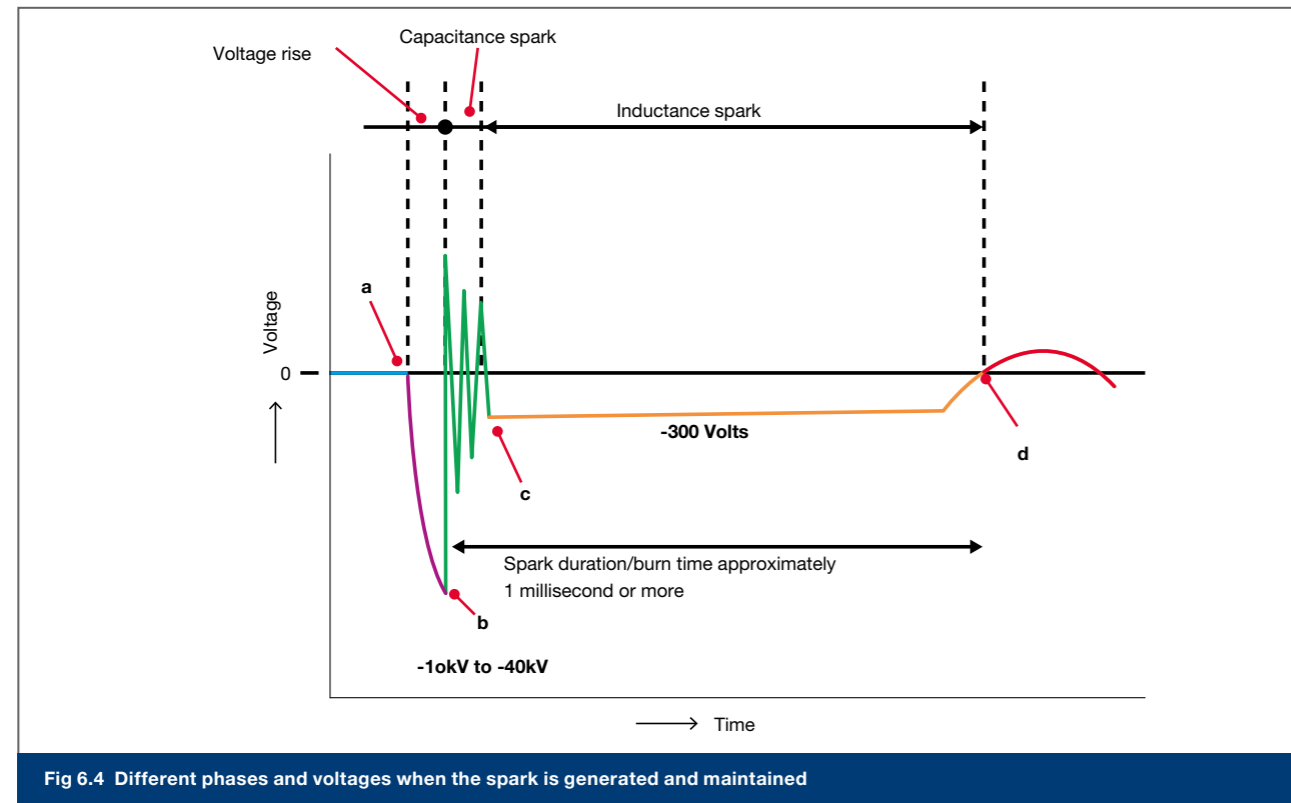 Capacitance spark
Voltage rise
Inductance spark
a
Voltage
0
-300 Volts
d
c
Spark duration/burn time approximately
1 millisecond or more
b
-1okV to -40kV
Time
Fig 6.4 Different phases and voltages when the spark is generated and maintained